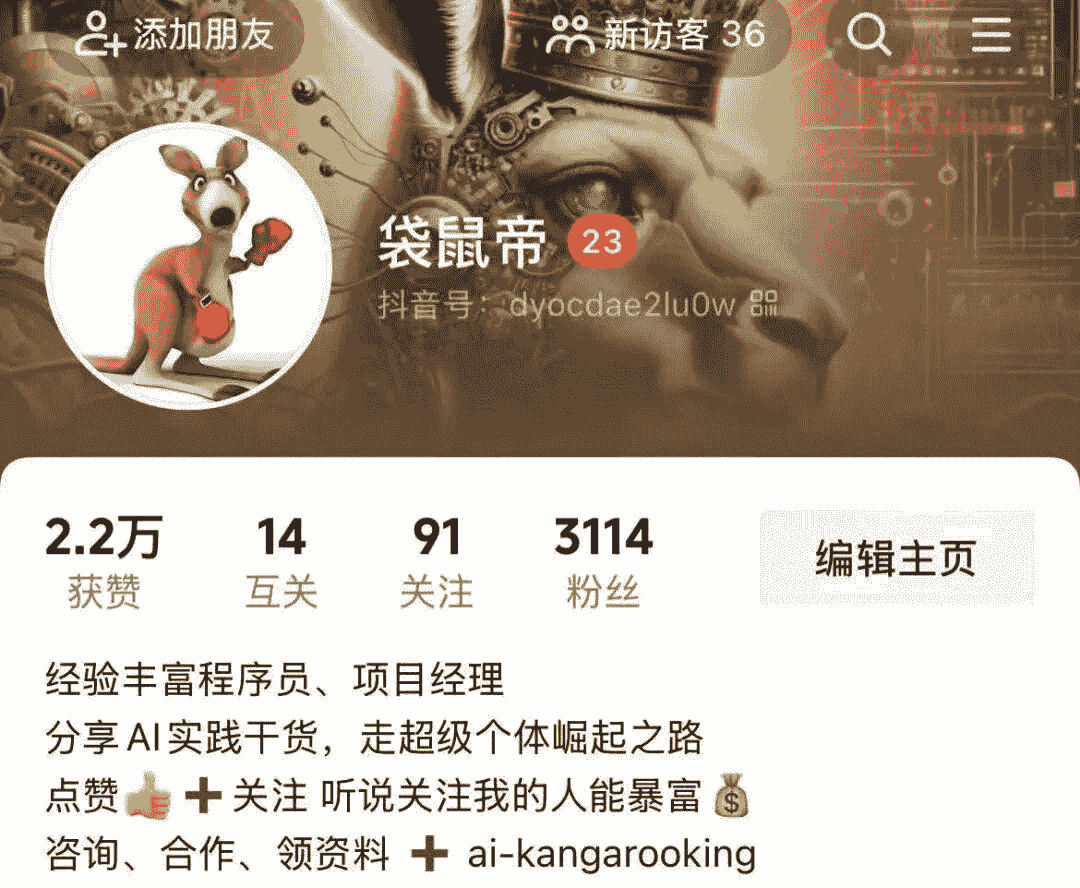 添加朋友 新访客 36
袋鼠帝 23
抖音号：dyocdae2lu0w
2.2万 14 91 3114
获赞 互关 关注 粉丝
编辑主页
经验丰富程序员、项目经理
分享AI实践干货，走超级个体崛起之路
点赞👍➕关注 听说关注我的人能暴富💰
咨询、合作、领资料 ➕ ai-kangarooking